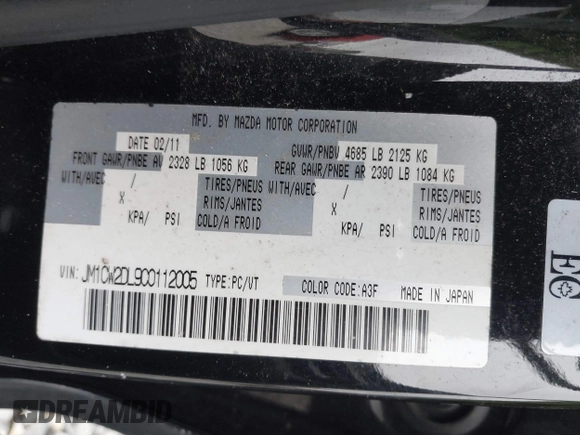 MFD. BY MAZDA MOTOR CORPORATION
DATE 02/11 GVWR/PNBV 4685 LB 2125 KG
FRONT GAWR/PNBE AV 2328 LB 1056 KG REAR GAWR/PNBE AR 2390 LB 1084 KG
WITH/AVEC TIRES/PNEUS WITH/AVEC TIRES/PNEUS
X RIMS/JANTES X RIMS/JANTES
KPA/ PSI COLD/A FROID KPA/ PSI COLD/A FROID
VIN: JM1CW2DL9C0112005 TYPE:PC/VT COLOR CODE:A3F MADE IN JAPAN
EC
DREAMBID